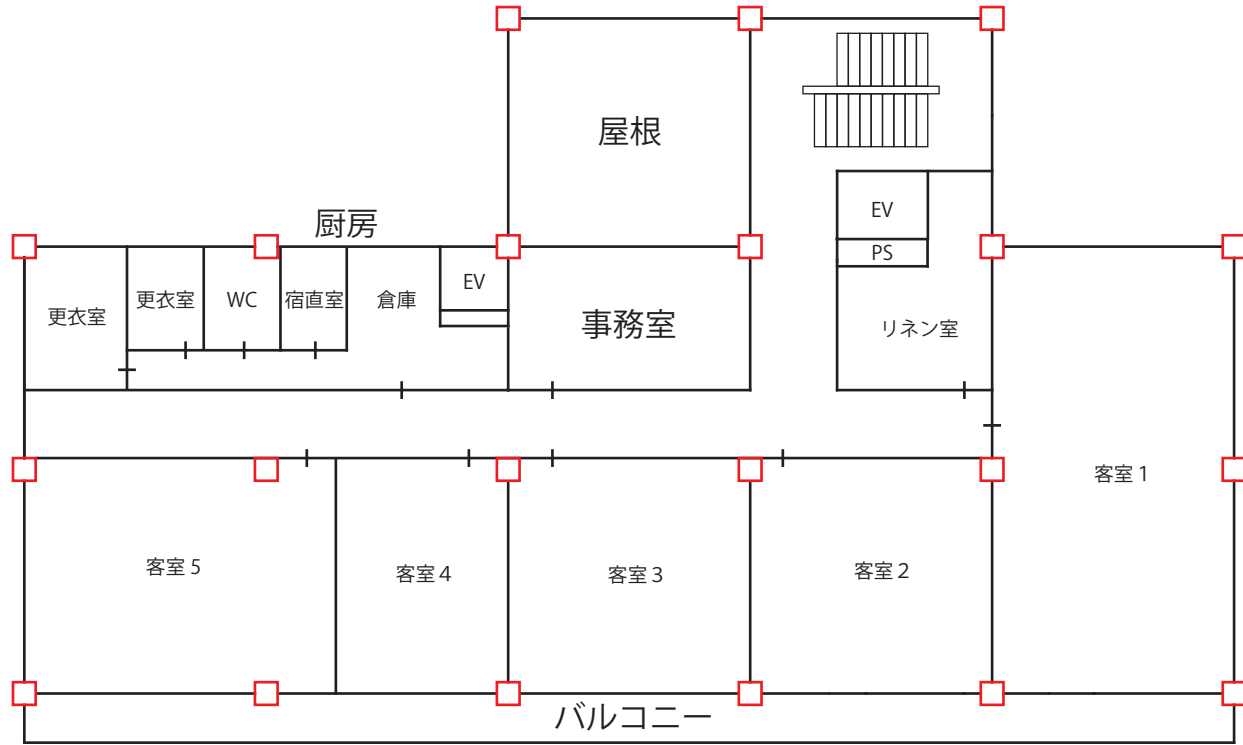 屋根
厨房
EV
PS
更衣室
更衣室
WC
宿直室
倉庫
EV
事務室
リネン室
客室1
客室5
客室4
客室3
客室2
バルコニー